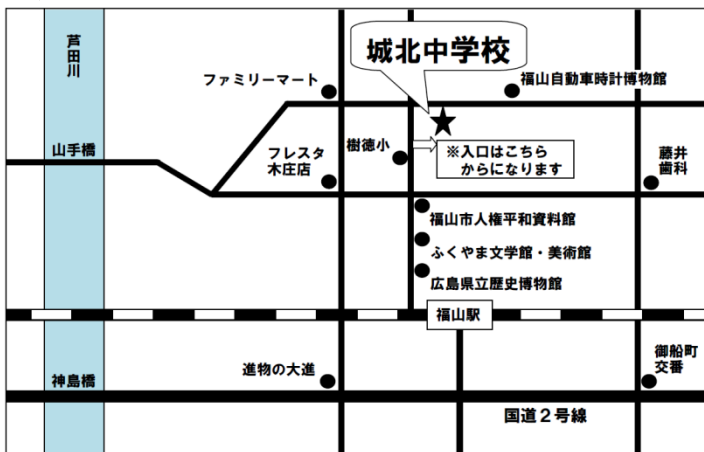 芦田川
城北中学校
ファミリーマート
福山自動車時計博物館
山手橋
フレスタ
木庄店
樹徳小
※入口はこちら
からになります
藤井
歯科
福山市人権平和資料館
ふくやま文学館・美術館
広島県立歴史博物館
福山駅
神島橋
進物の大進
御船町
交番
国道２号線